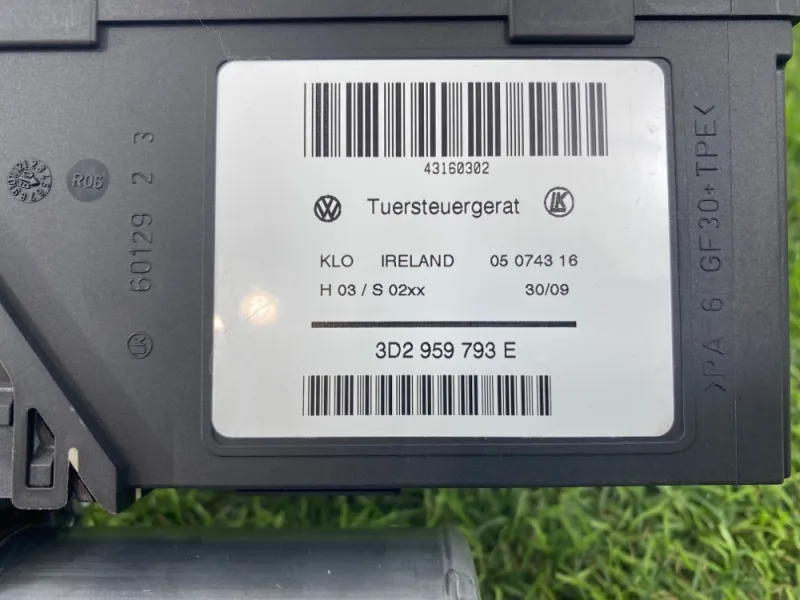 43160302
Tuersteuergerat
KLO IRELAND 05 0743 16
H 03 / S 02xx 30/09
3D2 959 793 E
R06
60129 2 3
>PA 6 GF30+TPE<